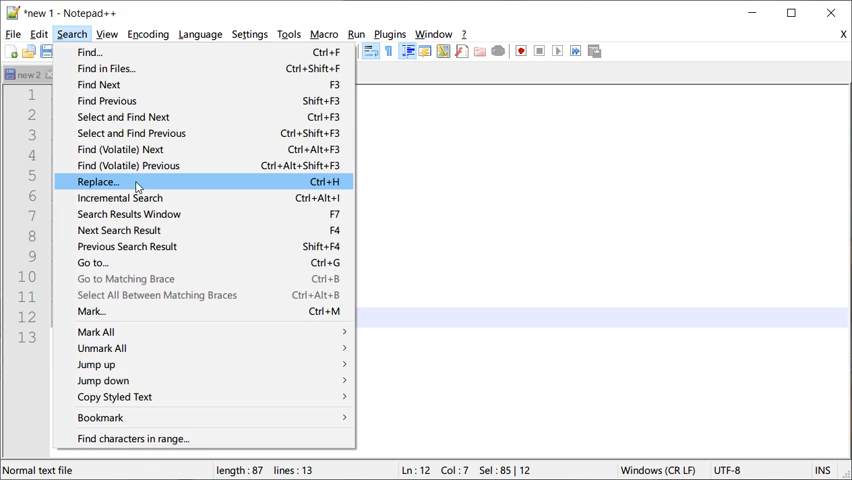 *new 1 - Notepad++
File Edit Search View Encoding Language Settings Tools Macro Run Plugins Window ? X
new 2
Find... Ctrl+F
Find in Files... Ctrl+Shift+F
Find Next F3
Find Previous Shift+F3
Select and Find Next Ctrl+F3
Select and Find Previous Ctrl+Shift+F3
Find (Volatile) Next Ctrl+Alt+F3
Find (Volatile) Previous Ctrl+Alt+Shift+F3
Replace... Ctrl+H
Incremental Search Ctrl+Alt+I
Search Results Window F7
Next Search Result F4
Previous Search Result Shift+F4
Go to... Ctrl+G
Go to Matching Brace Ctrl+B
Select All Between Matching Braces Ctrl+Alt+B
Mark... Ctrl+M
Mark All
Unmark All
Jump up
Jump down
Copy Styled Text
Bookmark
Find characters in range...
1
2
3
4
5
6
7
8
9
10
11
12
13
Normal text file length : 87 lines : 13 Ln : 12 Col : 7 Sel : 85 | 12 Windows (CR LF) UTF-8 INS